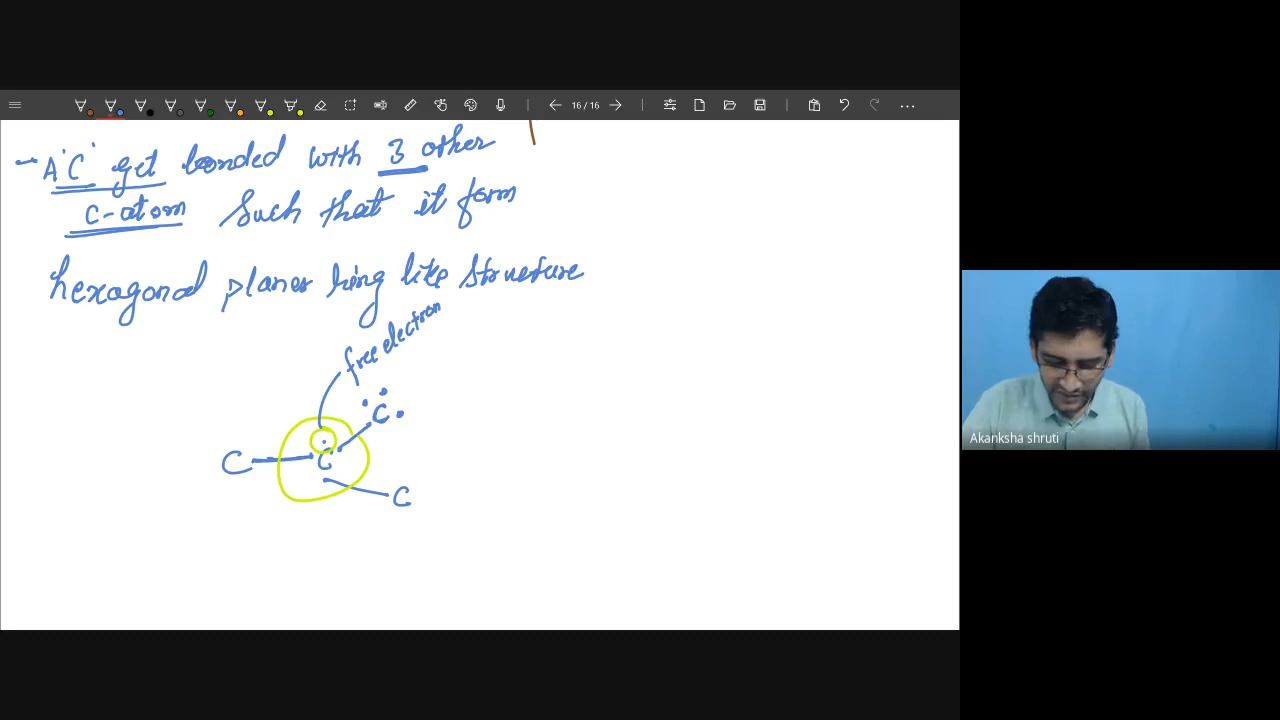 16 / 16
- A 'C' get bonded with 3 other
C-atom such that it form
hexagonal planer ring like structure
free electron
C
C
C
C
Akanksha shruti